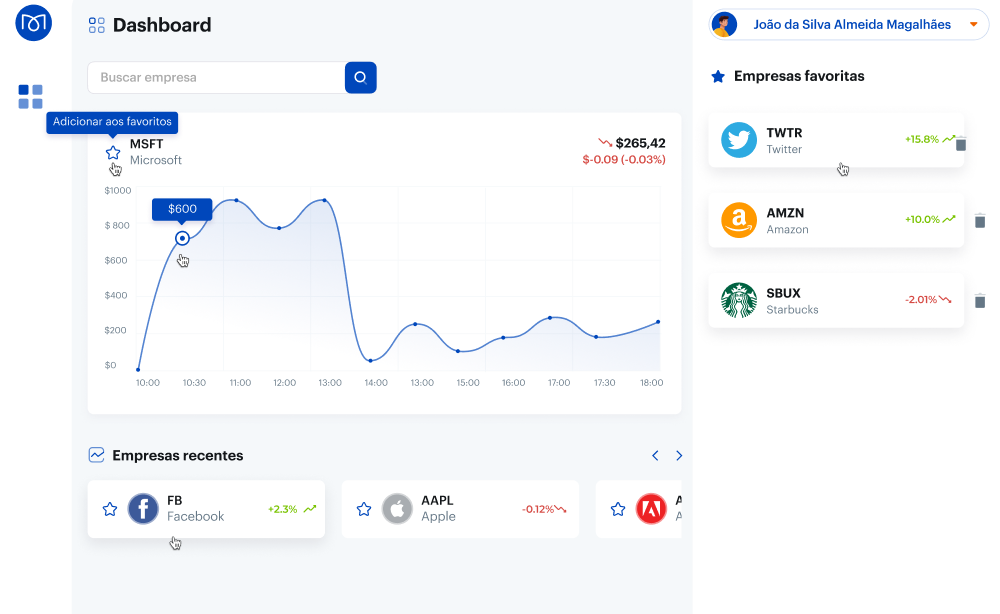 Dashboard
João da Silva Almeida Magalhães
Buscar empresa
Empresas favoritas
Adicionar aos favoritos
MSFT
Microsoft
$265,42
$-0.09 (-0.03%)
$1000
$ 800
$600
$400
$200
$0
$600
10:00 10:30 11:00 12:00 13:00 14:00 13:00 15:00 16:00 17:00 17:30 18:00
TWTR
Twitter
+15.8%
AMZN
Amazon
+10.0%
SBUX
Starbucks
-2.01%
Empresas recentes
FB
Facebook
+2.3%
AAPL
Apple
-0.12%
A
A